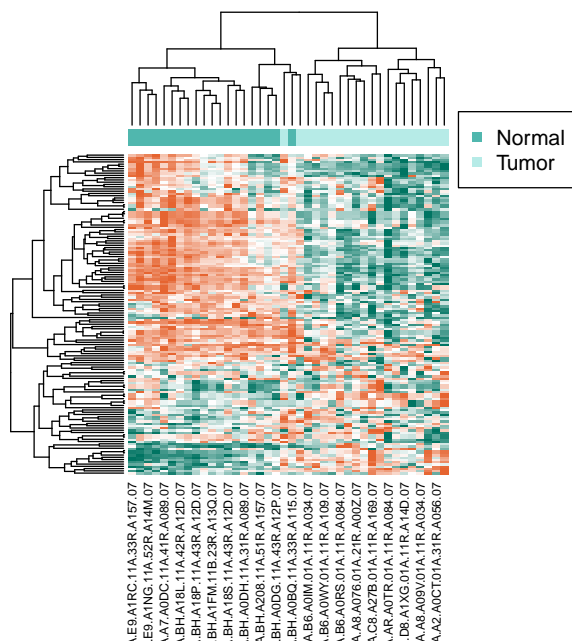 Normal
Tumor
.E9.A1RC.11A.33R.A157.07
.E9.A1NG.11A.52R.A14M.07
.A7.A0DC.11A.41R.A089.07
.BH.A18L.11A.42R.A12D.07
.BH.A18P.11A.43R.A12D.07
.BH.A1FM.11B.23R.A13Q.07
.BH.A18S.11A.43R.A12D.07
.BH.A0DH.11A.31R.A089.07
.BH.A208.11A.51R.A157.07
.BH.A0DG.11A.43R.A12P.07
.BH.A0BQ.11A.33R.A115.07
.B6.A0IM.01A.11R.A034.07
.B6.A0WY.01A.11R.A109.07
.B6.A0RS.01A.11R.A084.07
.A8.A076.01A.21R.A00Z.07
.C8.A27B.01A.11R.A169.07
.AR.A0TR.01A.11R.A084.07
.D8.A1XG.01A.11R.A14D.07
.A8.A09V.01A.11R.A034.07
.A2.A0CT.01A.31R.A056.07